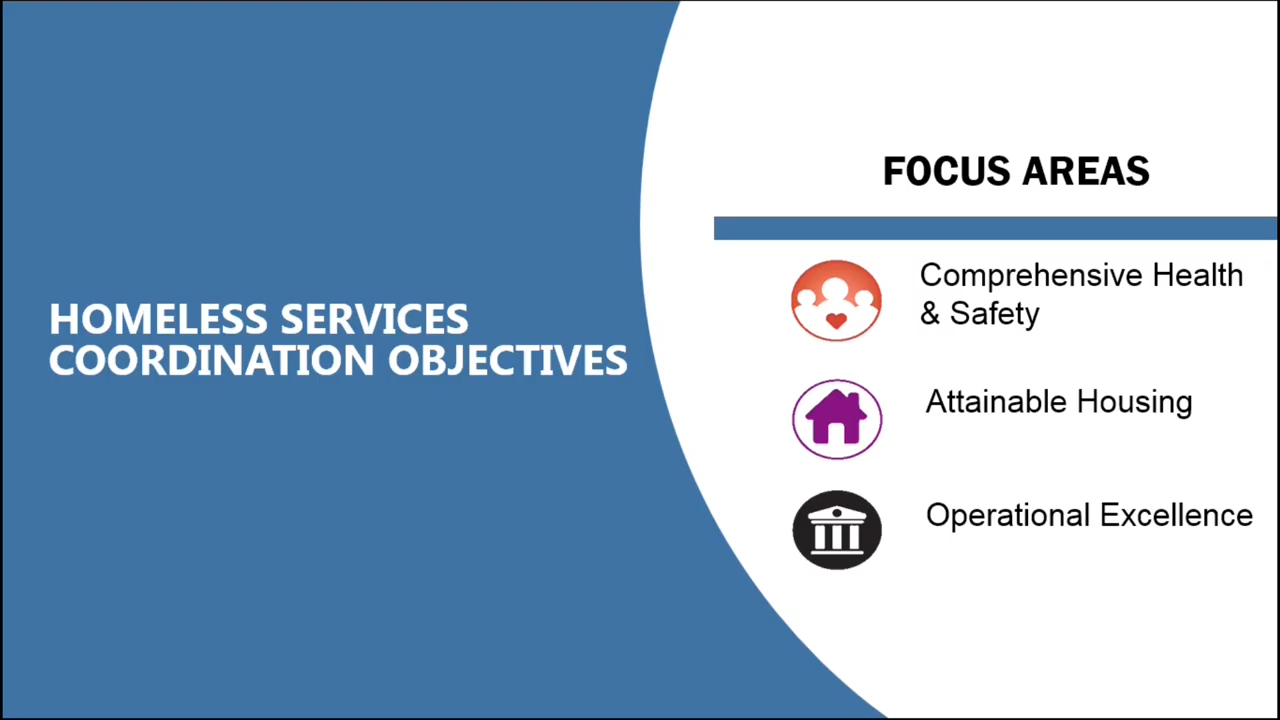 HOMELESS SERVICES
COORDINATION OBJECTIVES
FOCUS AREAS
Comprehensive Health
& Safety
Attainable Housing
Operational Excellence